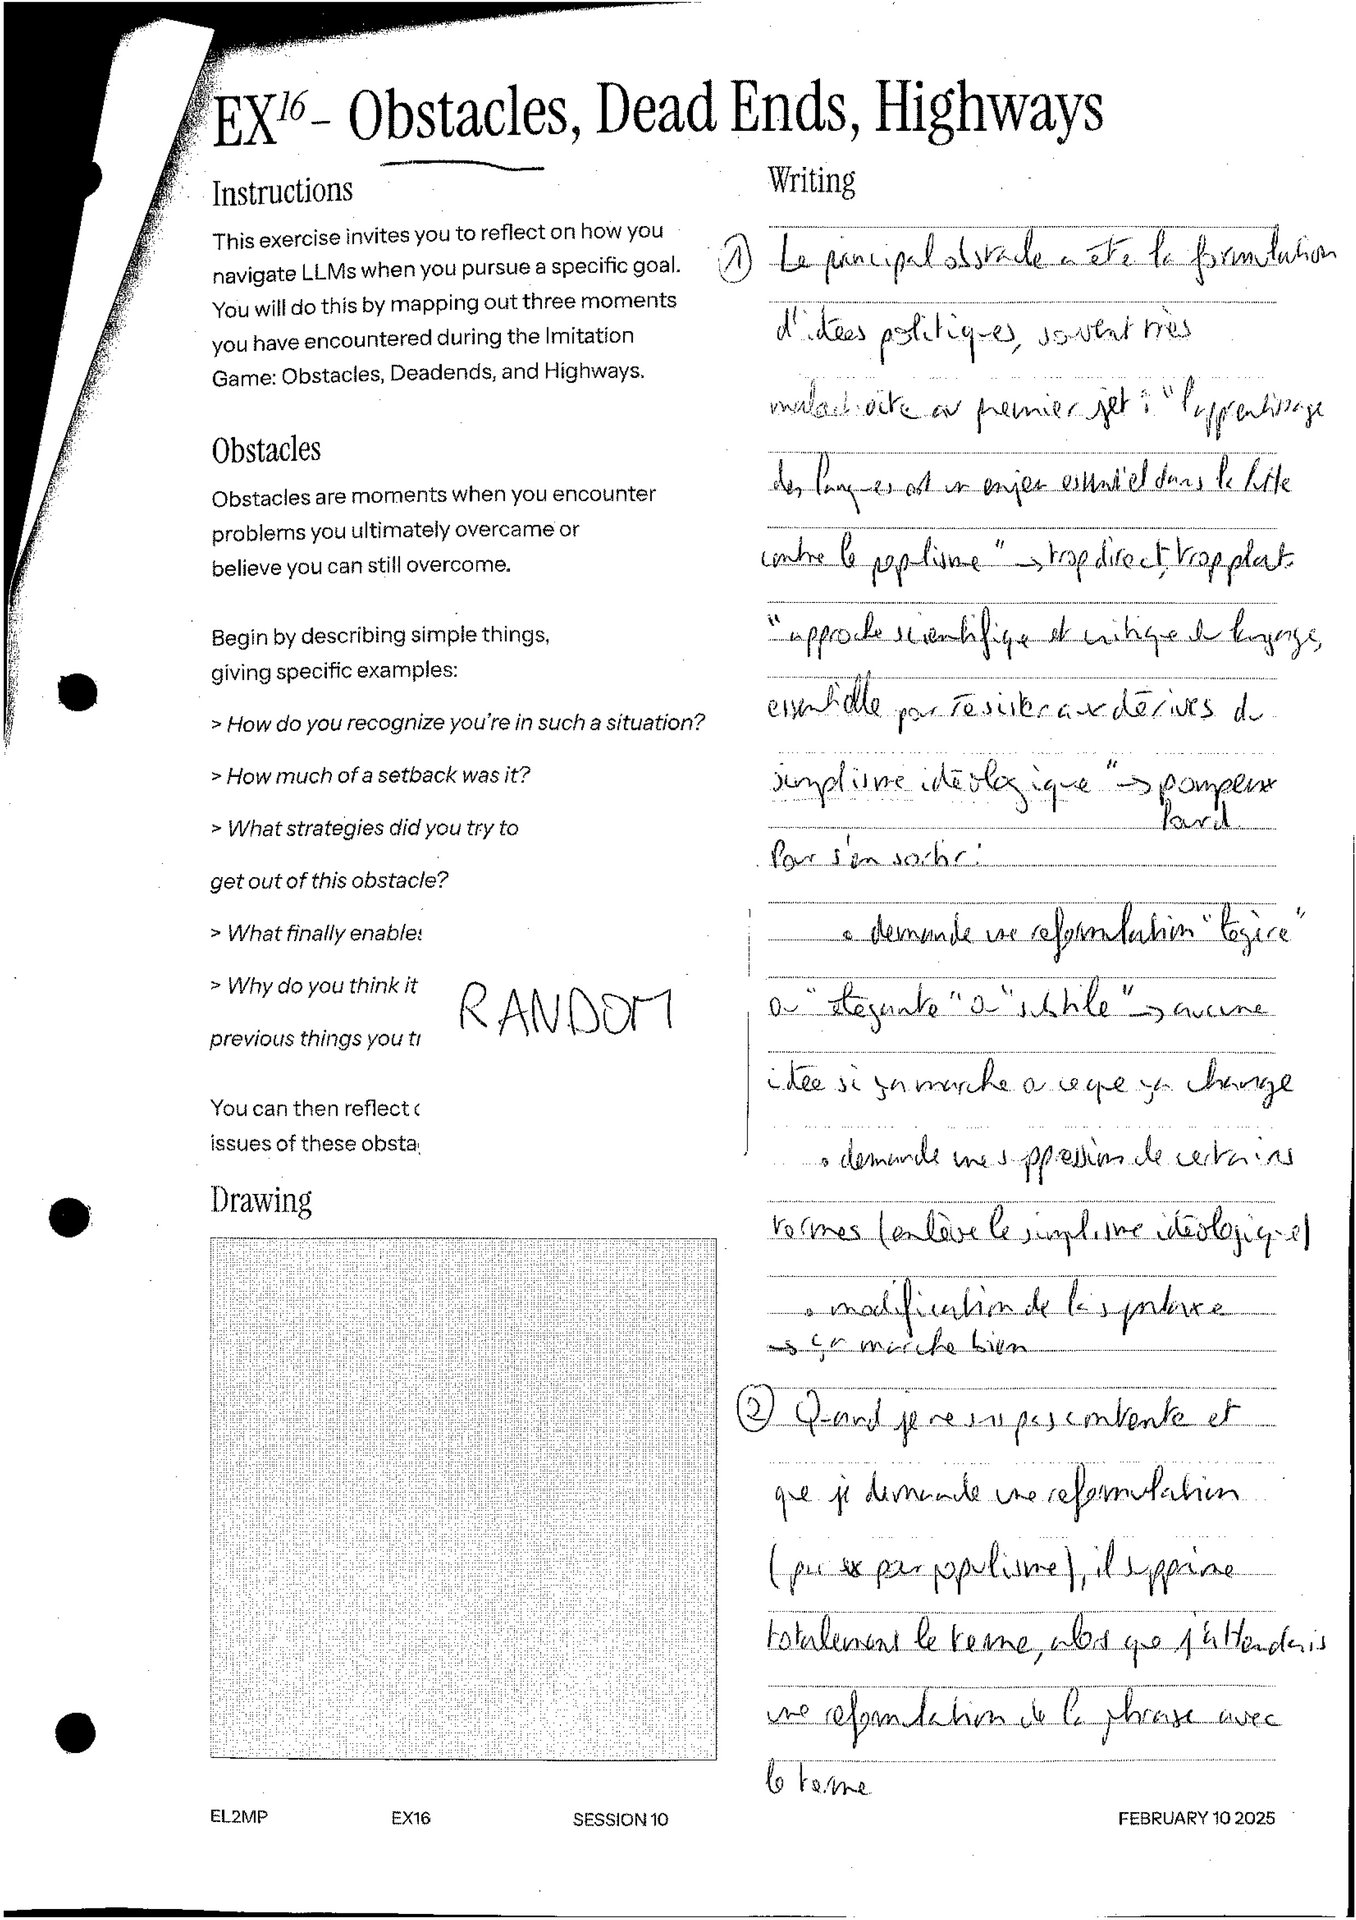 EX16 – Obstacles, Dead Ends, Highways
Instructions
This exercise invites you to reflect on how you
navigate LLMs when you pursue a specific goal.
You will do this by mapping out three moments
you have encountered during the Imitation
Game: Obstacles, Deadends, and Highways.
Obstacles
Obstacles are moments when you encounter
problems you ultimately overcame or
believe you can still overcome.
Begin by describing simple things,
giving specific examples:
> How do you recognize you're in such a situation?
> How much of a setback was it?
> What strategies did you try to
get out of this obstacle?
> What finally enable
> Why do you think it
previous things you
You can then reflect
issues of these obsta
RANDOM
Drawing
Writing
① Le principal obstacle a été la formulation
d'idées politiques, souvent très
maladroite au premier jet : "l'apprentissage
des langues est un enjeu essentiel dans la lutte
contre le populisme" → trop direct, trop plat.
"approche scientifique et critique du langage,
essentielle pour résister aux dérives du
simplisme idéologique" → pompeux
lourd.
Pour s'en sortir :
• demande une reformulation "légère"
ou "élégante" ou "subtile" → aucune
idée si ça marche ou ce que ça change
• demande une suppression de certains
termes (enlève le simplisme idéologique)
• modification de la syntaxe
→ ça marche bien
② Quand je ne suis pas contente et
que je demande une reformulation
(par ex pour populisme), il supprime
totalement le terme, alors que j'attendais
une reformulation de la phrase avec
le terme
EL2MP EX16 SESSION 10 FEBRUARY 10 2025